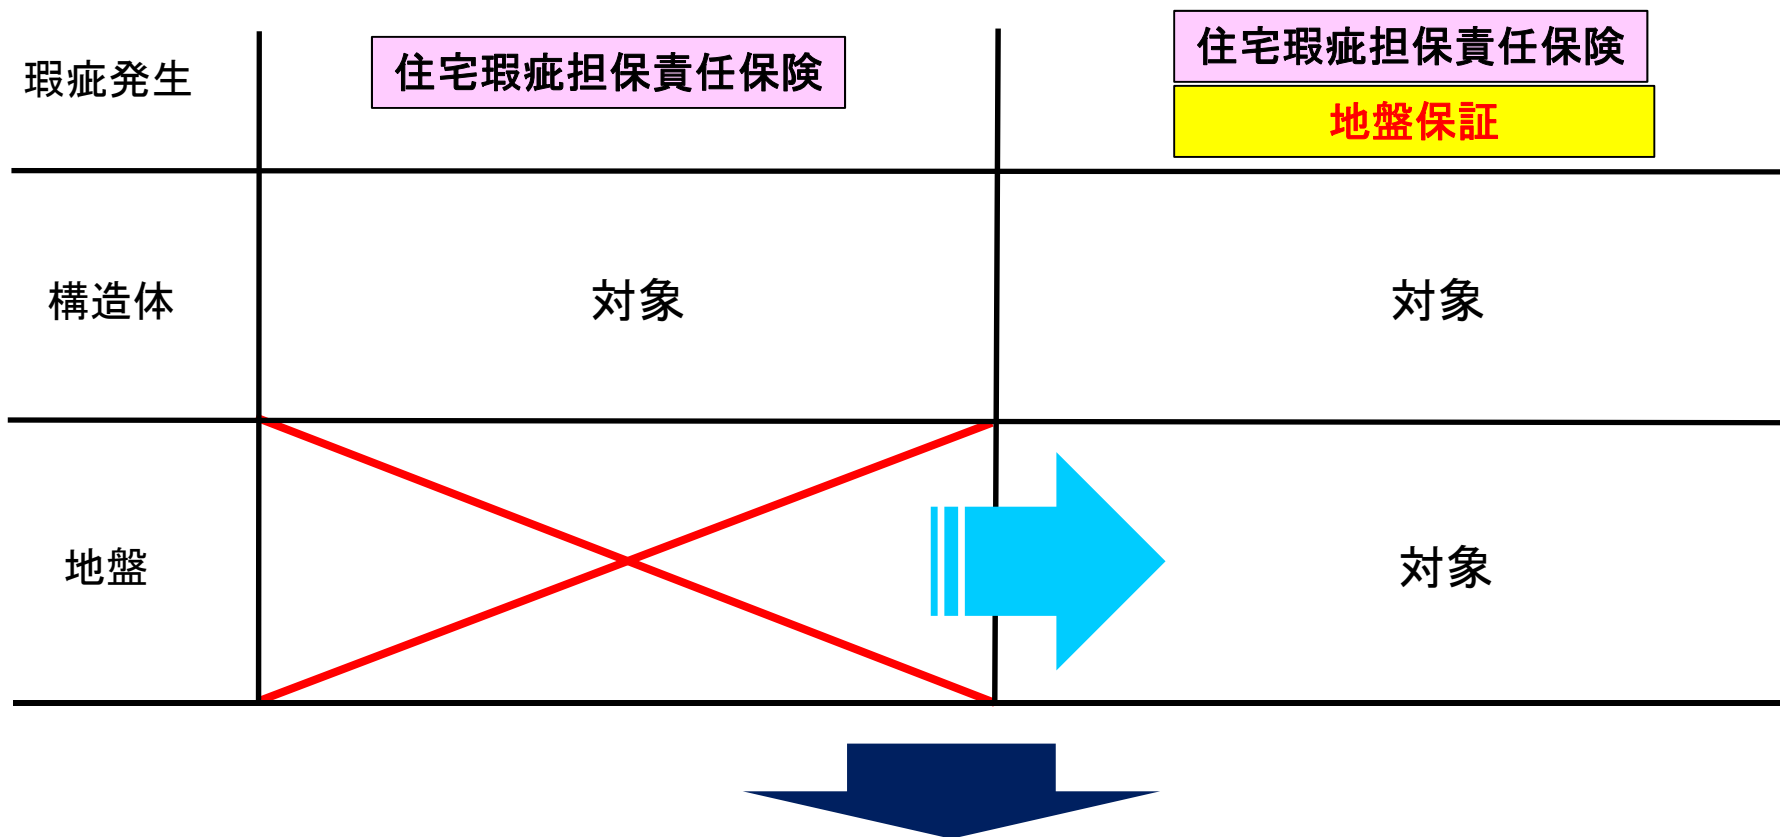 瑕疵発生
住宅瑕疵担保責任保険
住宅瑕疵担保責任保険
地盤保証
構造体
対象
対象
地盤
対象